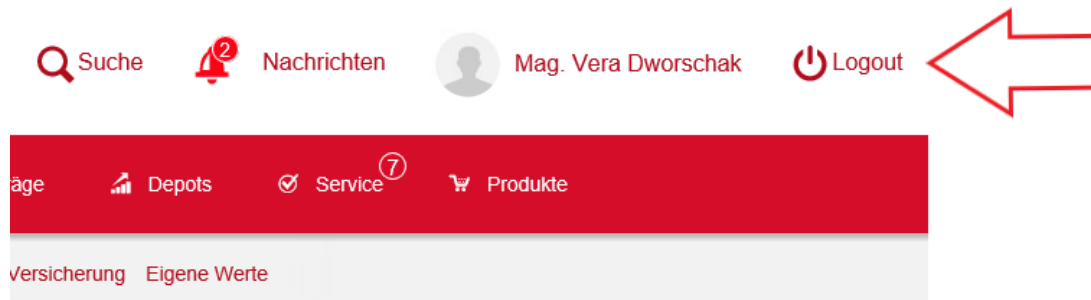 Suche 2 Nachrichten Mag. Vera Dworschak Logout
äge Depots Service 7 Produkte
Versicherung Eigene Werte